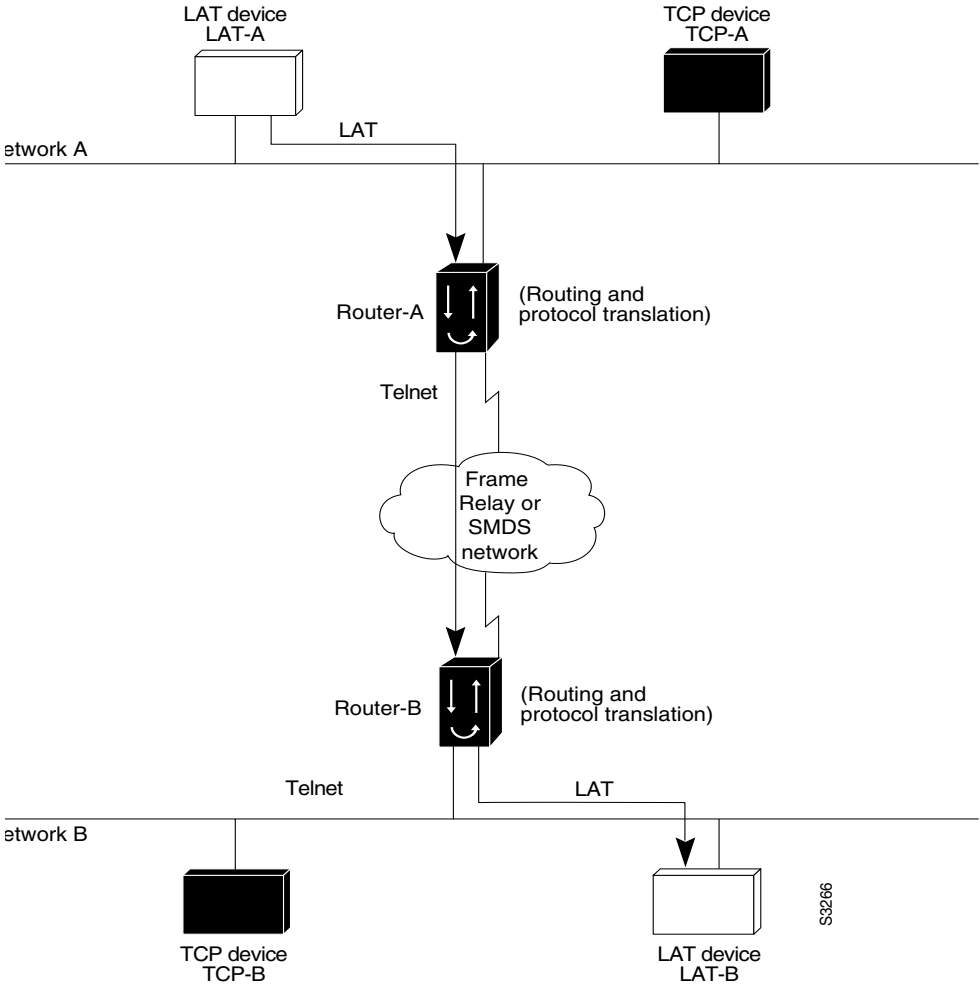 LAT device
LAT-A
TCP device
TCP-A
LAT
etwork A
Router-A
(Routing and
protocol translation)
Telnet
Frame
Relay or
SMDS
network
Router-B
(Routing and
protocol translation)
Telnet
LAT
etwork B
TCP device
TCP-B
LAT device
LAT-B
S3266